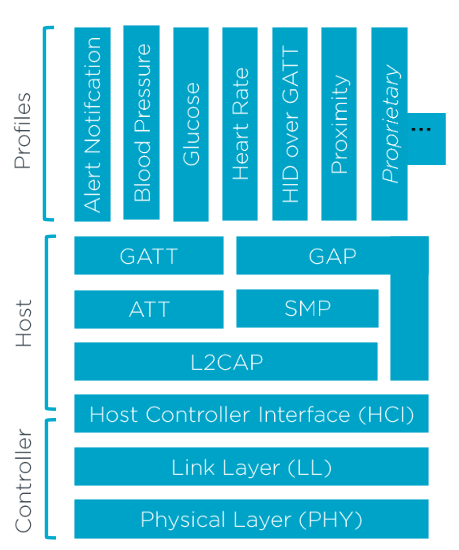 Profiles
Alert Notifcation
Blood Pressure
Glucose
Heart Rate
HID over GATT
Proximity
Proprietary
...
Host
GATT
GAP
ATT
SMP
L2CAP
Host Controller Interface (HCI)
Controller
Link Layer (LL)
Physical Layer (PHY)